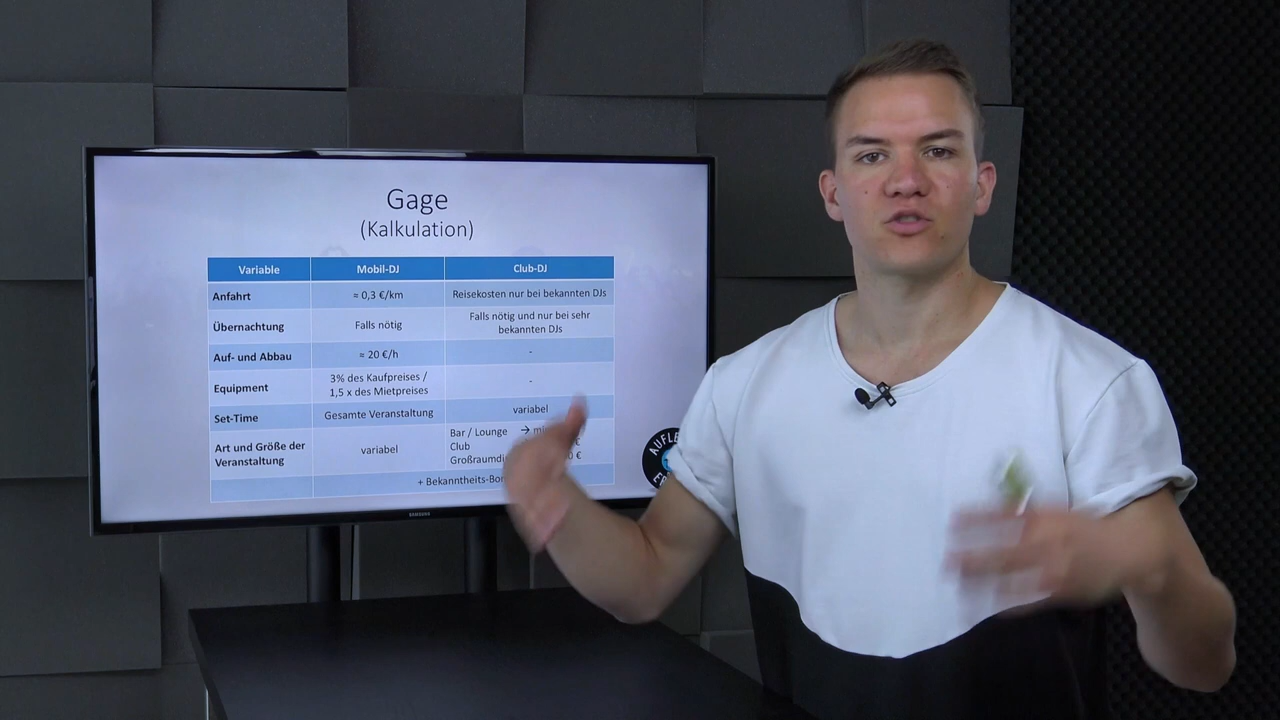 Gage
(Kalkulation)
Variable Mobil-DJ Club-DJ
Anfahrt ≈ 0,3 €/km Reisekosten nur bei bekannten DJs
Übernachtung Falls nötig Falls nötig und nur bei sehr
bekannten DJs
Auf- und Abbau ≈ 20 €/h -
Equipment 3% des Kaufpreises /
1,5 x des Mietpreises -
Set-Time Gesamte Veranstaltung variabel
Art und Größe der
Veranstaltung variabel Bar / Lounge →
Club €
€
+
SAMSUNG